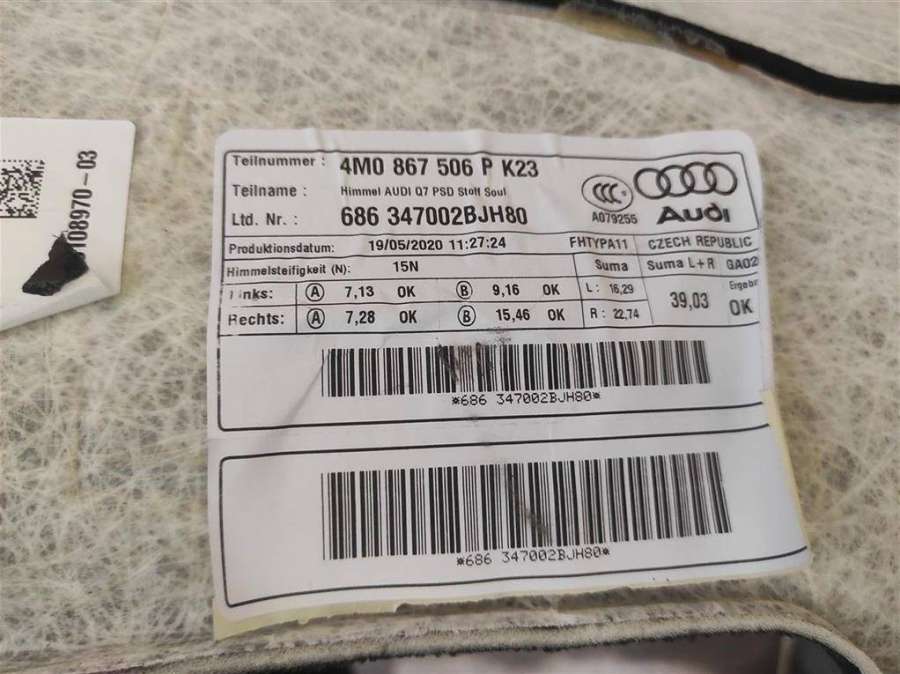 108970-03
Teilnummer : 4M0 867 506 P K23
Teilname : Himmel AUDI Q7 PSD Stoff Soul
Ltd. Nr. : 686 347002BJH80
CCC
A079255
Audi
Produktionsdatum: 19/05/2020 11:27:24 FHTYPA11 CZECH REPUBLIC
Himmelsteifigkeit (N): 15N Suma Suma L+R GA02
Links: A 7,13 OK B 9,16 OK L: 16,29 39,03
Rechts: A 7,28 OK B 15,46 OK R: 22,74 OK
*686 347002BJH80*
*686 347002BJH80*